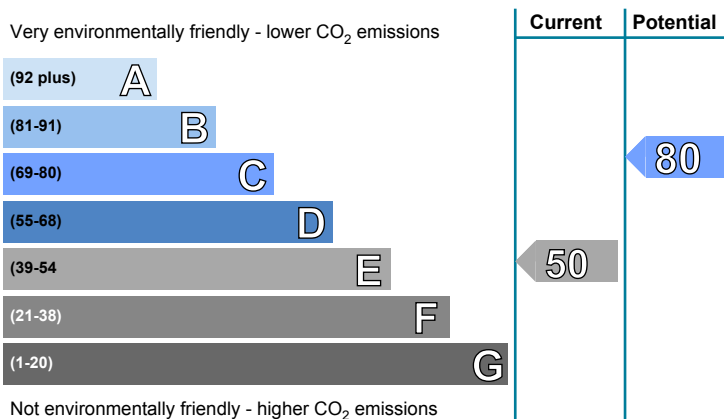 Current Potential
Very environmentally friendly - lower CO2 emissions
(92 plus) A
(81-91) B
80
(69-80) C
(55-68) D
(39-54 E 50
(21-38) F
(1-20) G
Not environmentally friendly - higher CO2 emissions